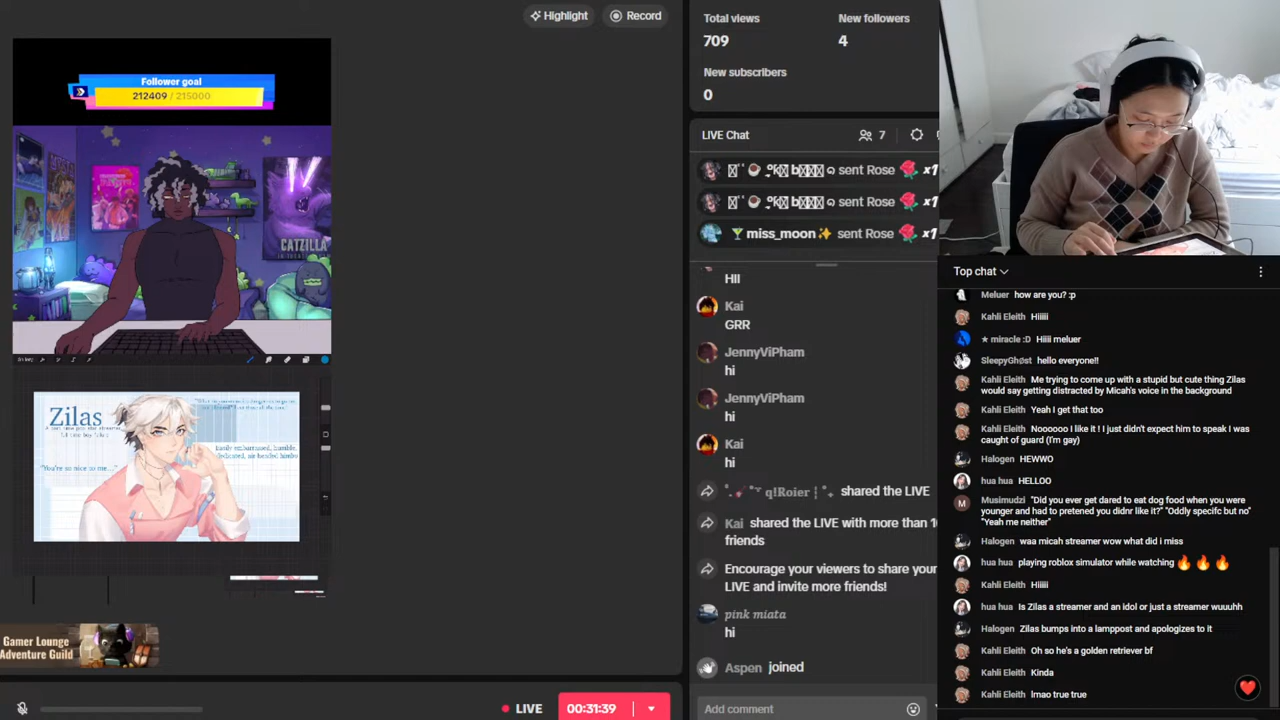 Highlight
Record
Follower goal
212409 / 215000
CATZILLA
Zilas
"You're so nice to me..."
Easily embarrassed, humble,
dedicated, air headed himbo
Gamer Lounge
Adventure Guild
LIVE
00:31:39
Total views
709
New followers
4
New subscribers
0
LIVE Chat
7
sent Rose x1
sent Rose x1
miss_moon sent Rose x1
HII
Kai
GRR
JennyViPham
hi
JennyViPham
hi
Kai
hi
q!Roier shared the LIVE
Kai shared the LIVE with more than
friends
Encourage your viewers to share your
LIVE and invite more friends!
pink miata
hi
Aspen joined
Add comment
Top chat
Meluer how are you? :p
Kahli Eleith Hiiiii
★ miracle :D Hiiii meluer
SleepyGhøst hello everyone!!
Kahli Eleith Me trying to come up with a stupid but cute thing Zilas
would say getting distracted by Micah's voice in the background
Kahli Eleith Yeah I get that too
Kahli Eleith Noooooo I like it ! I just didn't expect him to speak I was
caught of guard (I'm gay)
Halogen HEWWO
hua hua HELLOO
M
Musimudzi "Did you ever get dared to eat dog food when you were
younger and had to pretened you didnr like it?" "Oddly specifc but no"
"Yeah me neither"
Halogen waa micah streamer wow what did i miss
hua hua playing roblox simulator while watching 🔥 🔥 🔥
Kahli Eleith Hiiiii
hua hua Is Zilas a streamer and an idol or just a streamer wuuuhh
Halogen Zilas bumps into a lamppost and apologizes to it
Kahli Eleith Oh so he's a golden retriever bf
Kahli Eleith Kinda
Kahli Eleith lmao true true